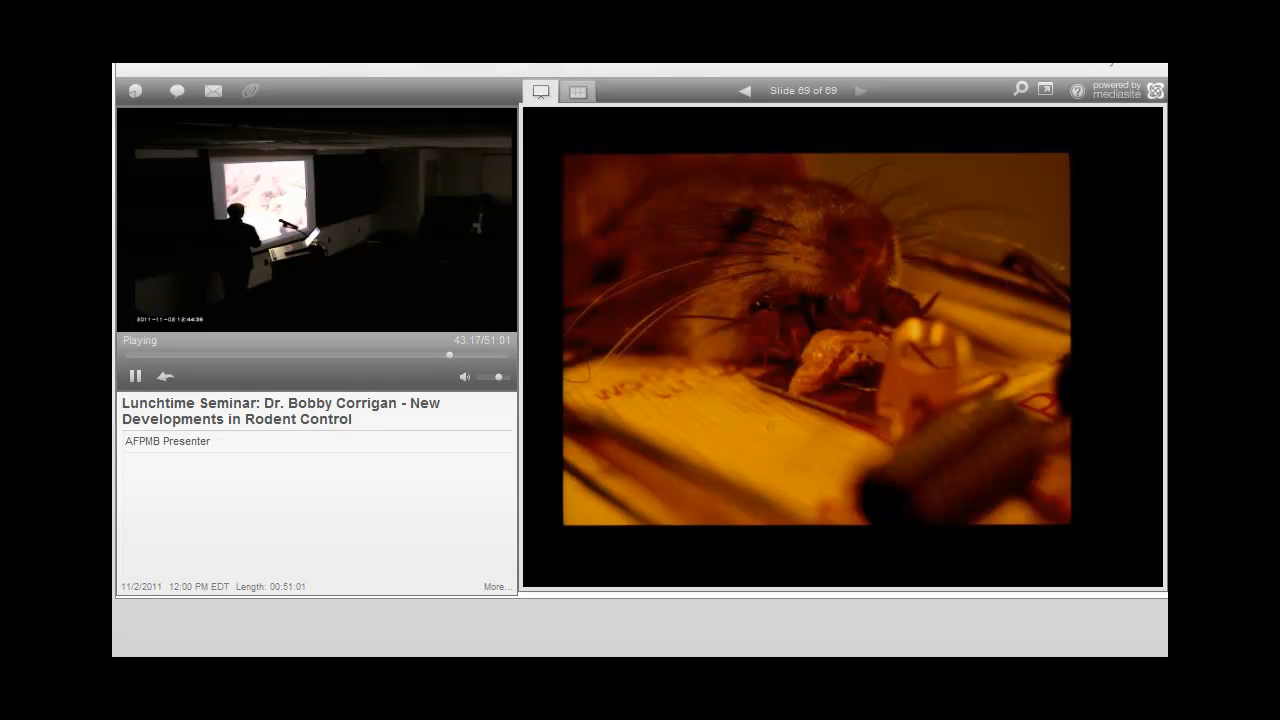 Slide 69 of 69
powered by
mediasite
2011-11-02 12:44:36
Playing
43:17/51:01
Lunchtime Seminar: Dr. Bobby Corrigan - New
Developments in Rodent Control
AFPMB Presenter
11/2/2011 12:00 PM EDT Length: 00:51:01
More...